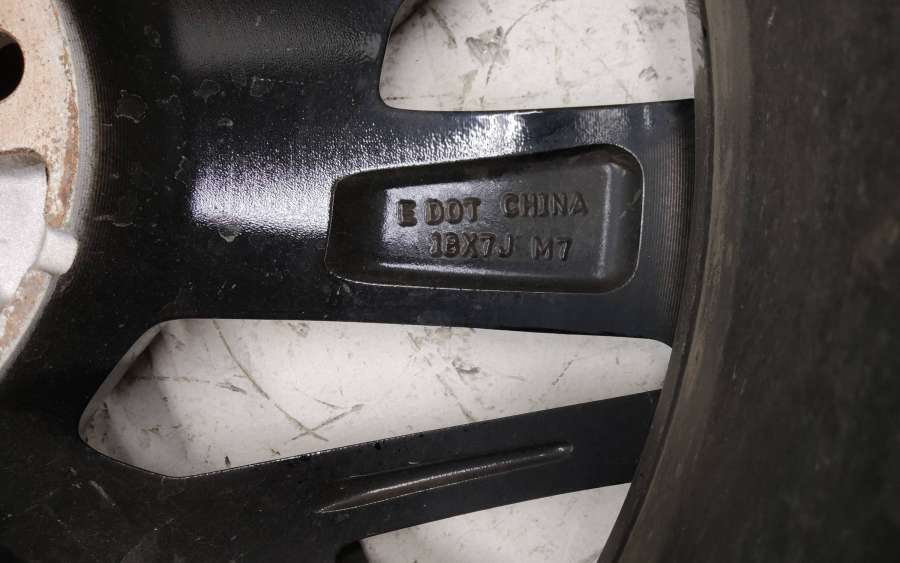 E DOT CHINA
18X7J M7